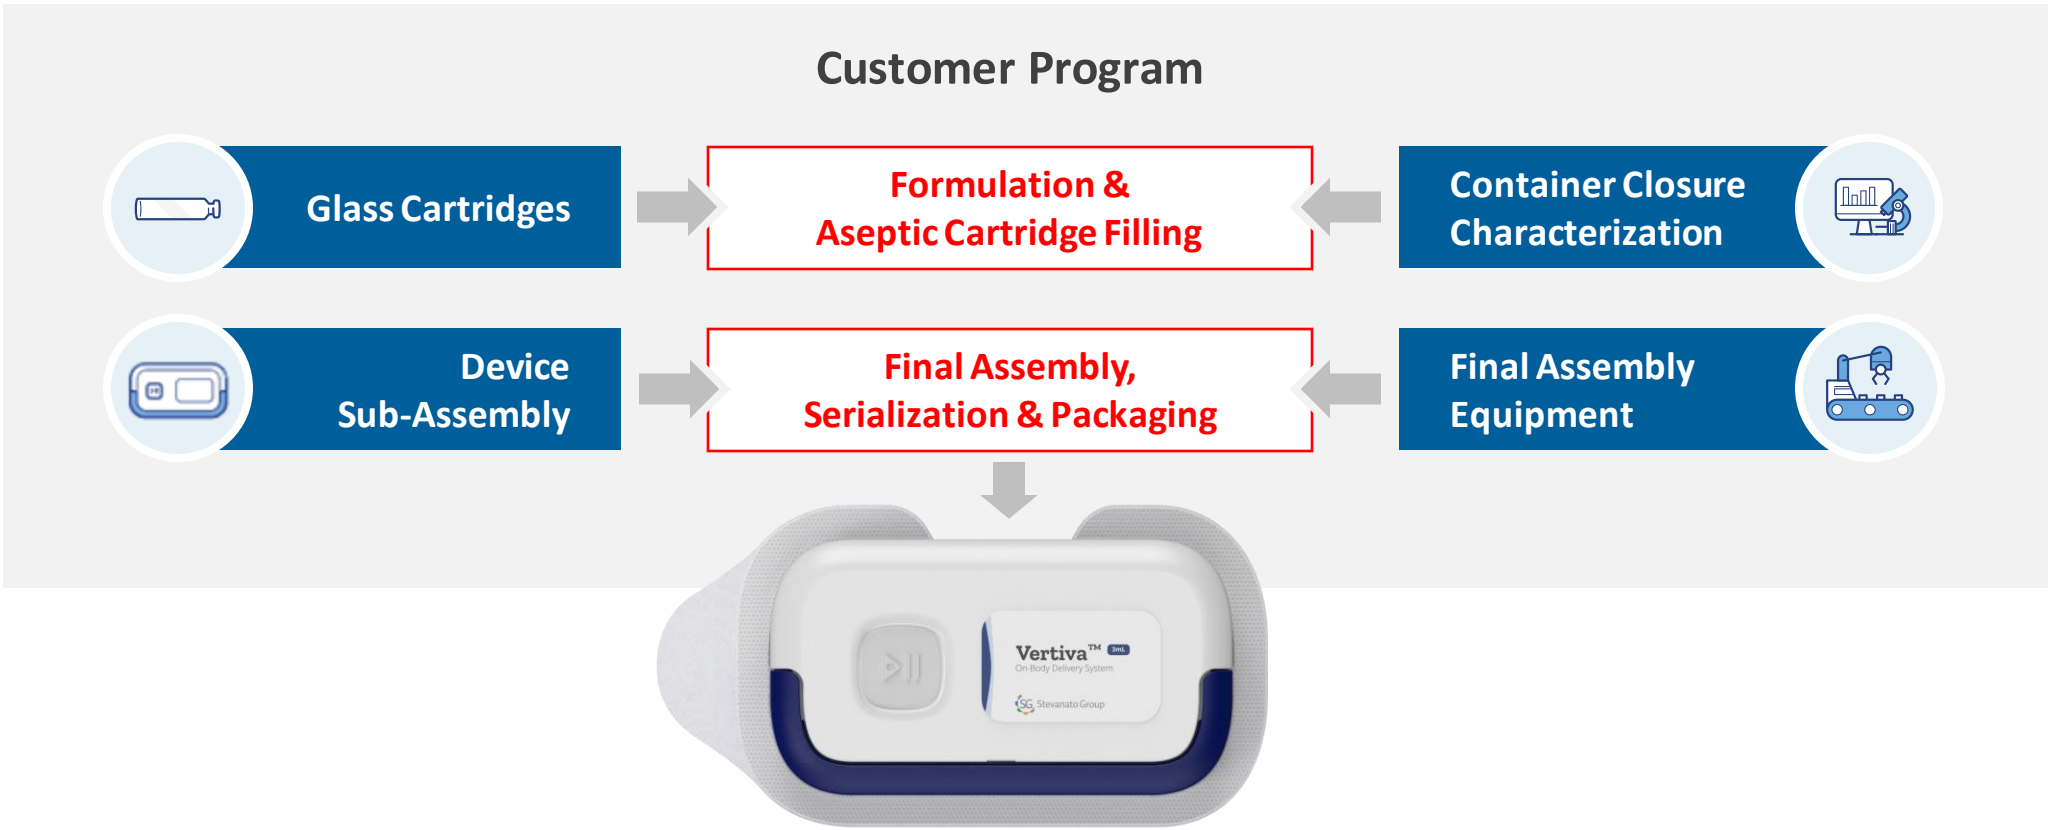 Customer Program
Glass Cartridges
Formulation &
Aseptic Cartridge Filling
Container Closure
Characterization
Device
Sub-Assembly
Final Assembly,
Serialization & Packaging
Final Assembly
Equipment
Vertiva™ 3mL
On-Body Delivery System
SG Stevanato Group